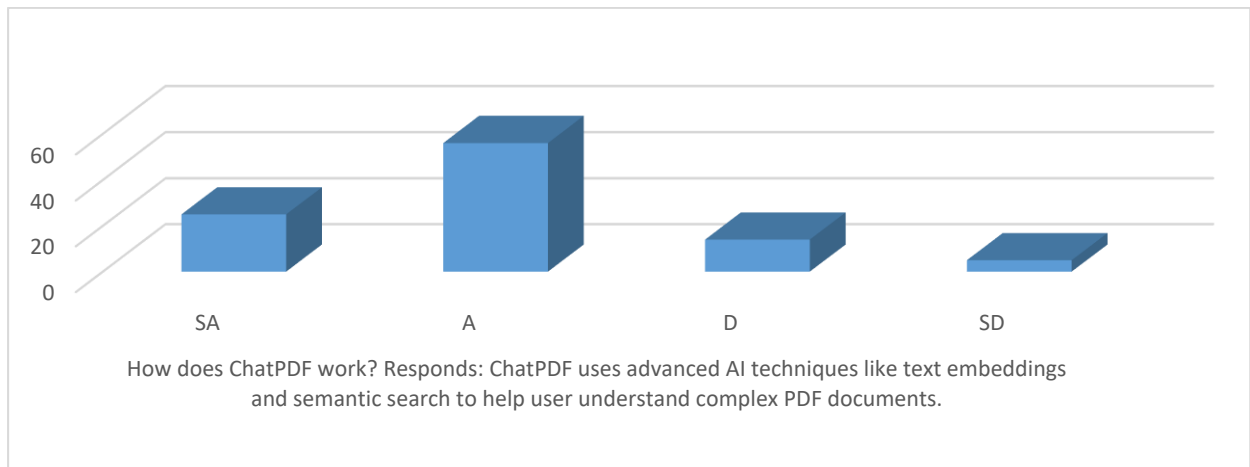 60
40
20
0
SA A D SD
How does ChatPDF work? Responds: ChatPDF uses advanced AI techniques like text embeddings
and semantic search to help user understand complex PDF documents.